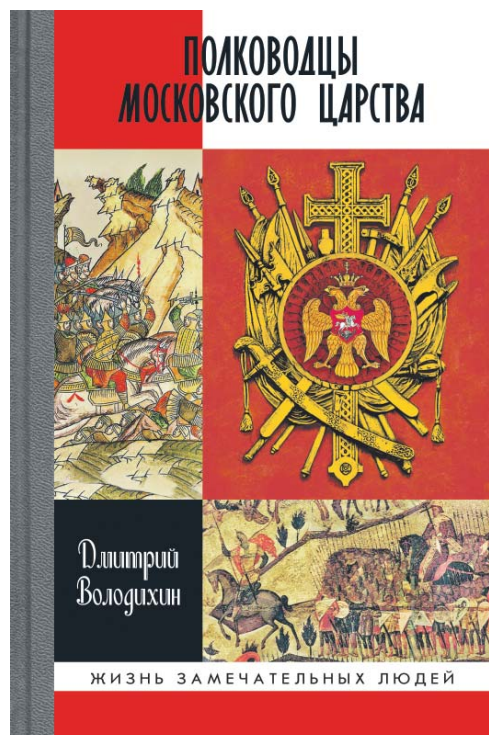 ПОЛКОВОДЦЫ
МОСКОВСКОГО ЦАРСТВА
Дмитрий
Володихин
ЖИЗНЬ ЗАМЕЧАТЕЛЬНЫХ ЛЮДЕЙ